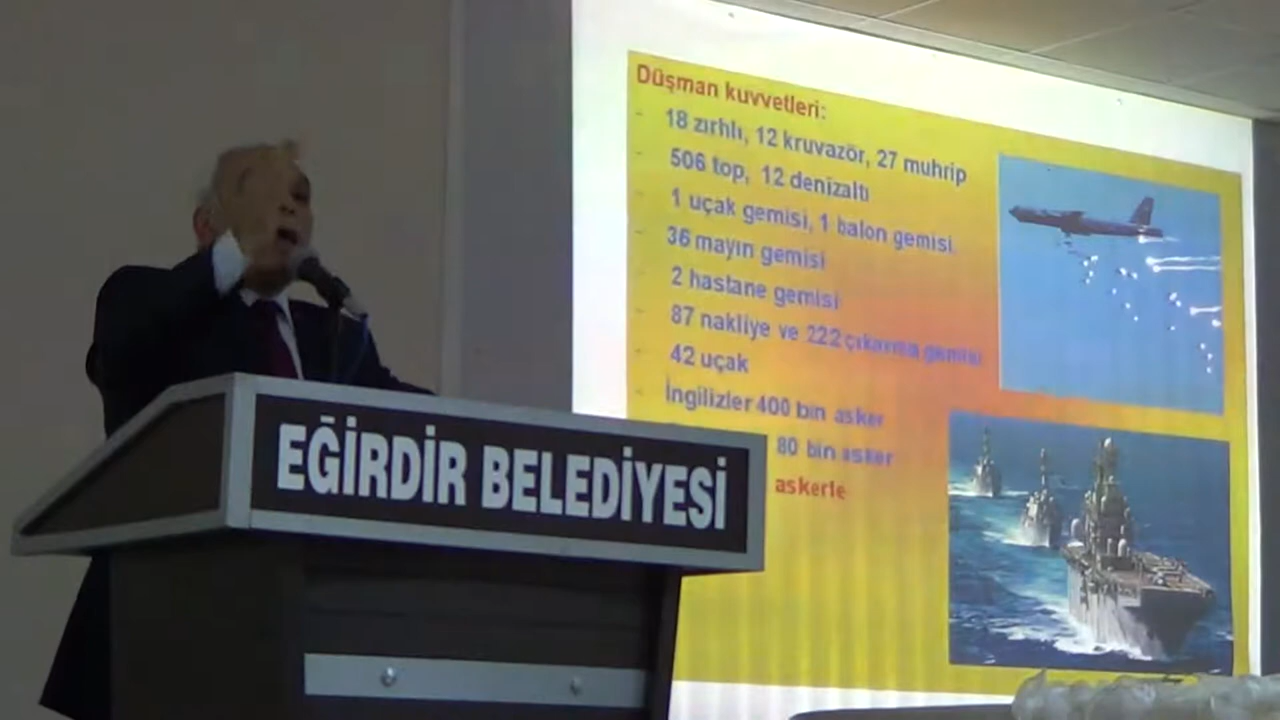 Düşman kuvvetleri:
- 18 zırhlı, 12 kruvazör, 27 muhrip
- 506 top, 12 denizaltı
- 1 uçak gemisi, 1 balon gemisi
- 36 mayın gemisi
- 2 hastane gemisi
- 87 nakliye ve 222 çıkarma gemisi
- 42 uçak
- İngilizler 400 bin asker
80 bin asker
askerle
EĞİRDİR BELEDİYESİ